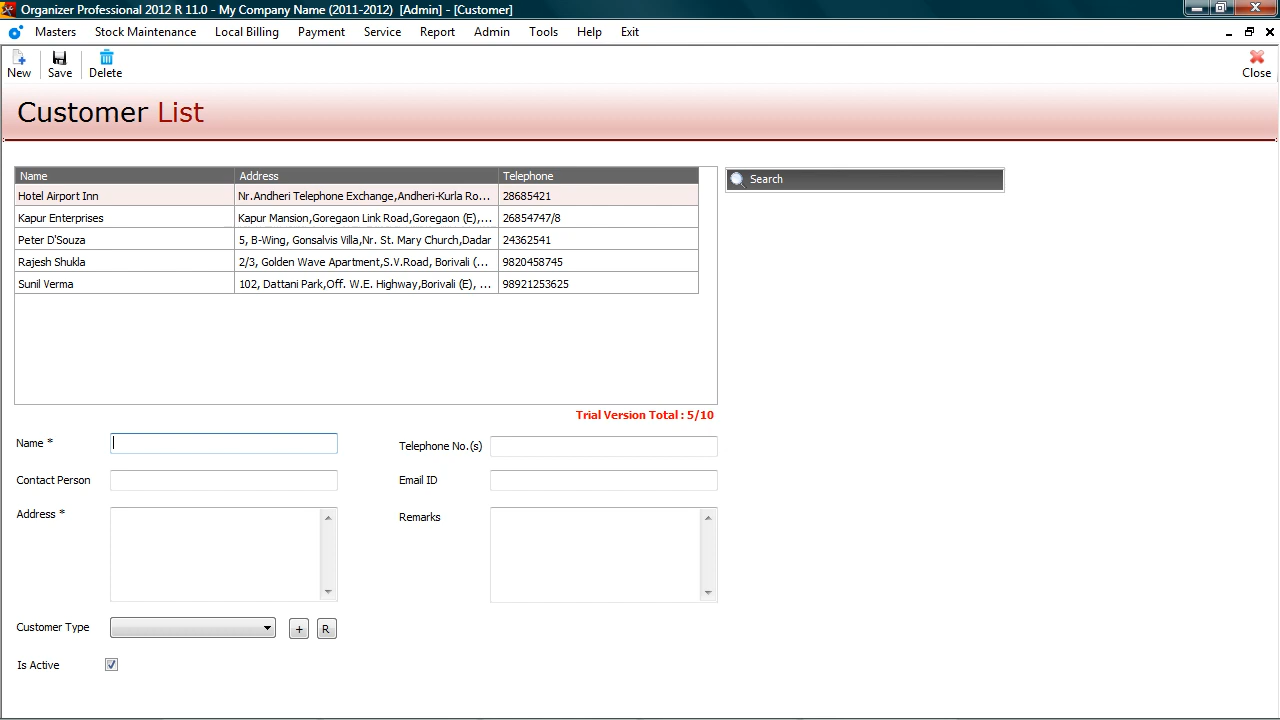 Organizer Professional 2012 R 11.0 - My Company Name (2011-2012) [Admin] - [Customer]
Masters Stock Maintenance Local Billing Payment Service Report Admin Tools Help Exit
New Save Delete Close
Customer List
Name Address Telephone
Hotel Airport Inn Nr.Andheri Telephone Exchange,Andheri-Kurla Ro... 28685421
Kapur Enterprises Kapur Mansion,Goregaon Link Road,Goregaon (E),... 26854747/8
Peter D'Souza 5, B-Wing, Gonsalvis Villa,Nr. St. Mary Church,Dadar 24362541
Rajesh Shukla 2/3, Golden Wave Apartment,S.V.Road, Borivali (... 9820458745
Sunil Verma 102, Dattani Park,Off. W.E. Highway,Borivali (E), ... 98921253625
Search
Trial Version Total : 5/10
Name * Telephone No.(s)
Contact Person Email ID
Address * Remarks
Customer Type + R
Is Active